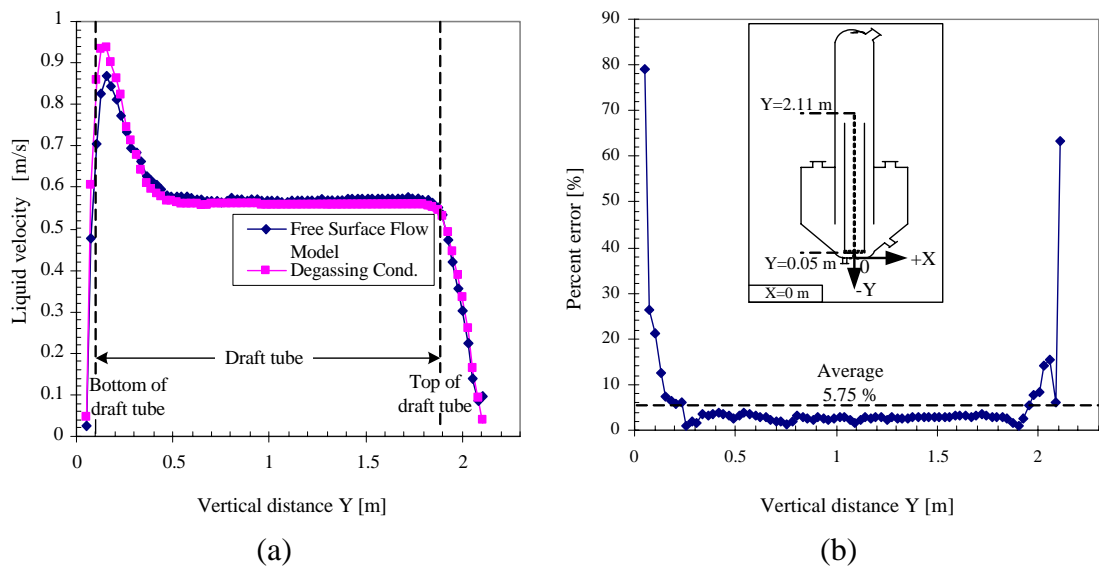 1
0.9
0.8
0.7
0.6
0.5
0.4
0.3
0.2
0.1
0
Liquid velocity [m/s]
Free Surface Flow
Model
Degassing Cond.
Draft tube
Bottom of
draft tube
Top of
draft tube
0 0.5 1 1.5 2
Vertical distance Y [m]
(a)
90
80
70
60
50
40
30
20
10
0
Percent error [%]
Y=2.11 m
Y=0.05 m
0
+X
-Y
X=0 m
Average
5.75 %
0 0.5 1 1.5 2
Vertical distance Y [m]
(b)